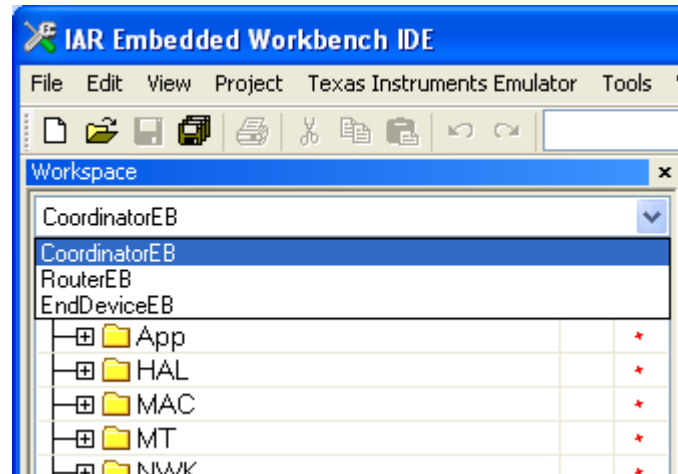 IAR Embedded Workbench IDE
File Edit View Project Texas Instruments Emulator Tools
Workspace
CoordinatorEB
CoordinatorEB
RouterEB
EndDeviceEB
App
HAL
MAC
MT
NWK